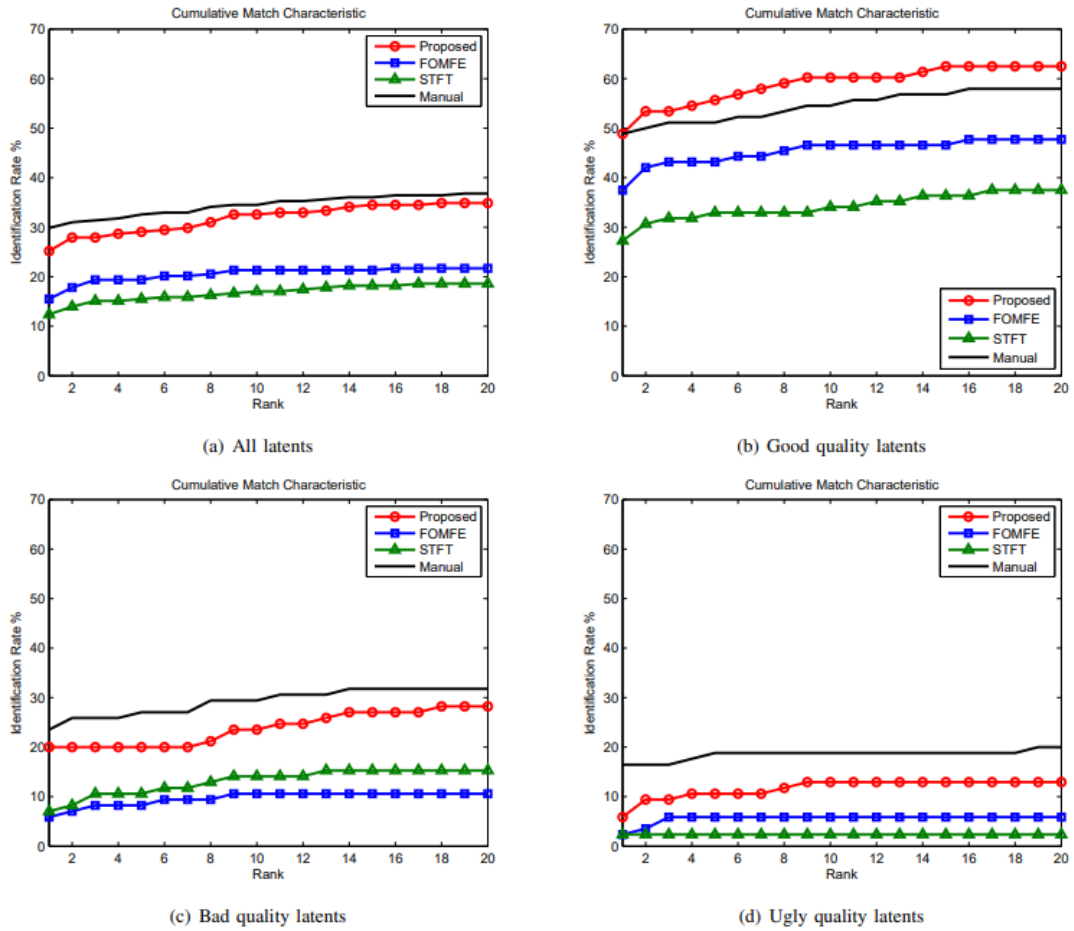 Cumulative Match Characteristic
70
60
50
40
30
20
10
0
Identification Rate %
2 4 6 8 10 12 14 16 18 20
Rank
Proposed
FOMFE
STFT
Manual
(a) All latents
Cumulative Match Characteristic
70
60
50
40
30
20
10
0
Identification Rate %
2 4 6 8 10 12 14 16 18 20
Rank
Proposed
FOMFE
STFT
Manual
(b) Good quality latents
Cumulative Match Characteristic
70
60
50
40
30
20
10
0
Identification Rate %
2 4 6 8 10 12 14 16 18 20
Rank
Proposed
FOMFE
STFT
Manual
(c) Bad quality latents
Cumulative Match Characteristic
70
60
50
40
30
20
10
0
Identification Rate %
2 4 6 8 10 12 14 16 18 20
Rank
Proposed
FOMFE
STFT
Manual
(d) Ugly quality latents